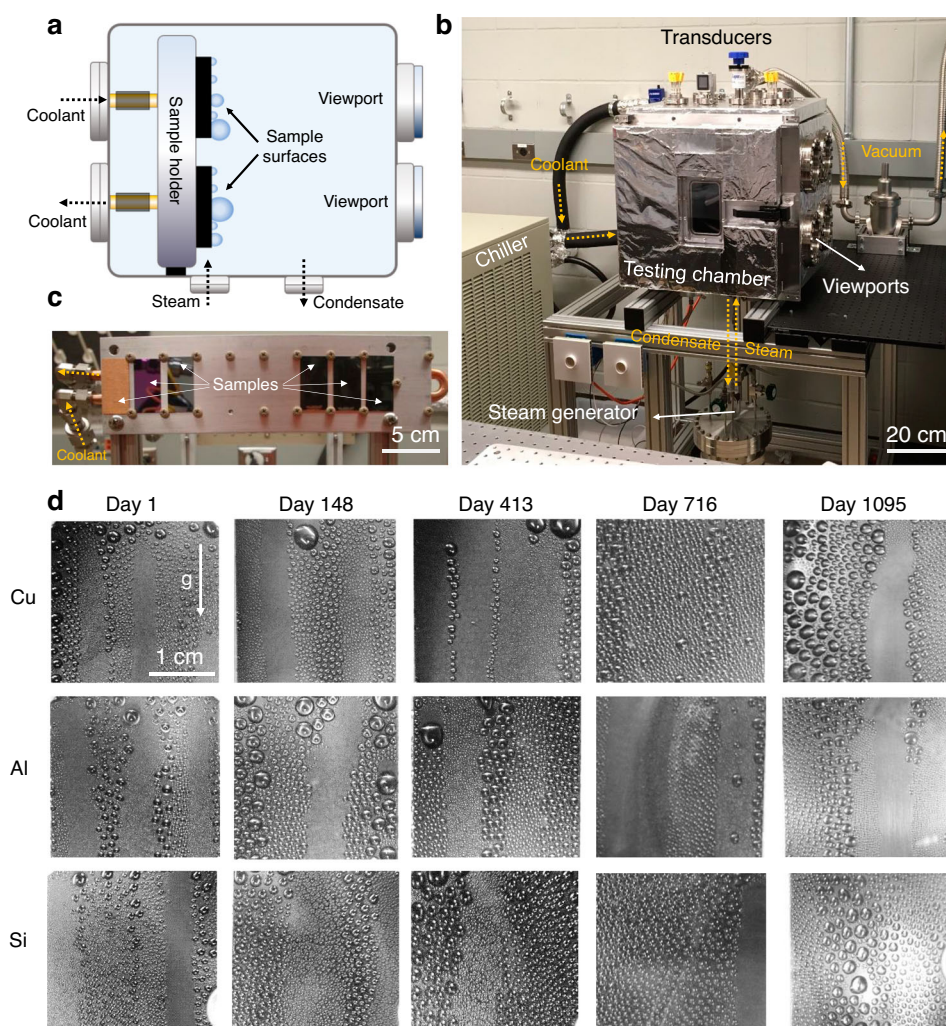 a
Coolant
Coolant
Sample holder
Sample
surfaces
Viewport
Viewport
Steam
Condensate
b
Transducers
Coolant
Vacuum
Chiller
Testing chamber
Viewports
Condensate
Steam
Steam generator
20 cm
c
Samples
Coolant
5 cm
d
Day 1
Day 148
Day 413
Day 716
Day 1095
Cu
g
1 cm
Al
Si